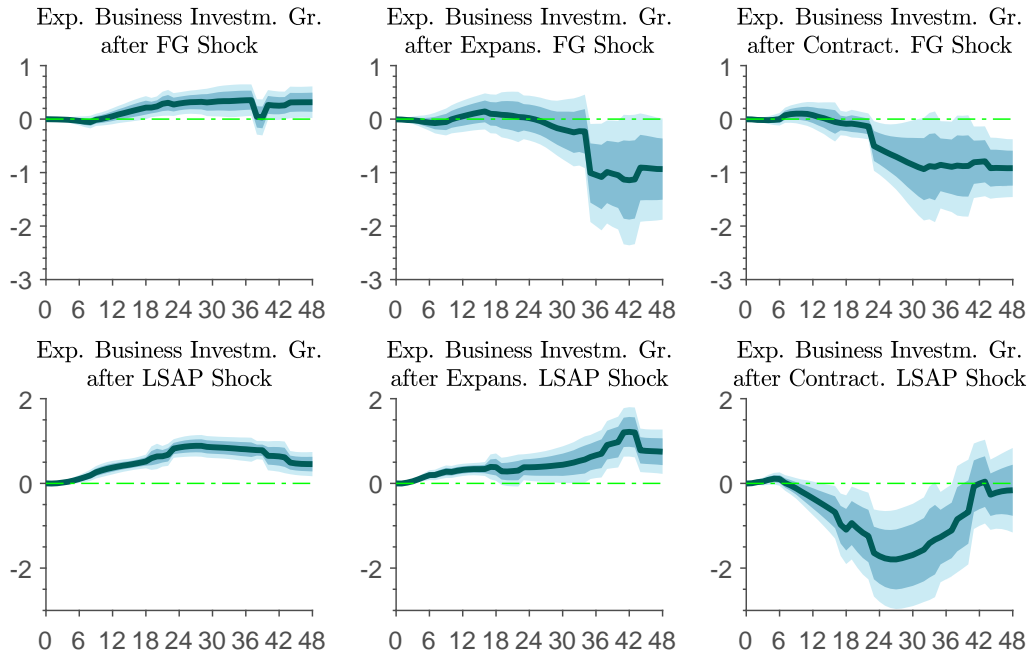 Exp. Business Investm. Gr.
after FG Shock
1
0
-1
-2
-3
0 6 12 18 24 30 36 42 48
Exp. Business Investm. Gr.
after Expans. FG Shock
1
0
-1
-2
-3
0 6 12 18 24 30 36 42 48
Exp. Business Investm. Gr.
after Contract. FG Shock
1
0
-1
-2
-3
0 6 12 18 24 30 36 42 48
Exp. Business Investm. Gr.
after LSAP Shock
2
0
-2
0 6 12 18 24 30 36 42 48
Exp. Business Investm. Gr.
after Expans. LSAP Shock
2
0
-2
0 6 12 18 24 30 36 42 48
Exp. Business Investm. Gr.
after Contract. LSAP Shock
2
0
-2
0 6 12 18 24 30 36 42 48